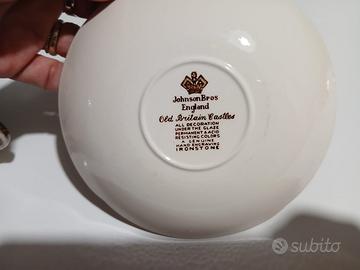 Johnson Bros
England
Old Britain Castles
ALL DECORATION
UNDER THE GLAZE
PERMANENT & ACID
RESISTING COLORS
A GENUINE
HAND ENGRAVING
IRONSTONE
subito